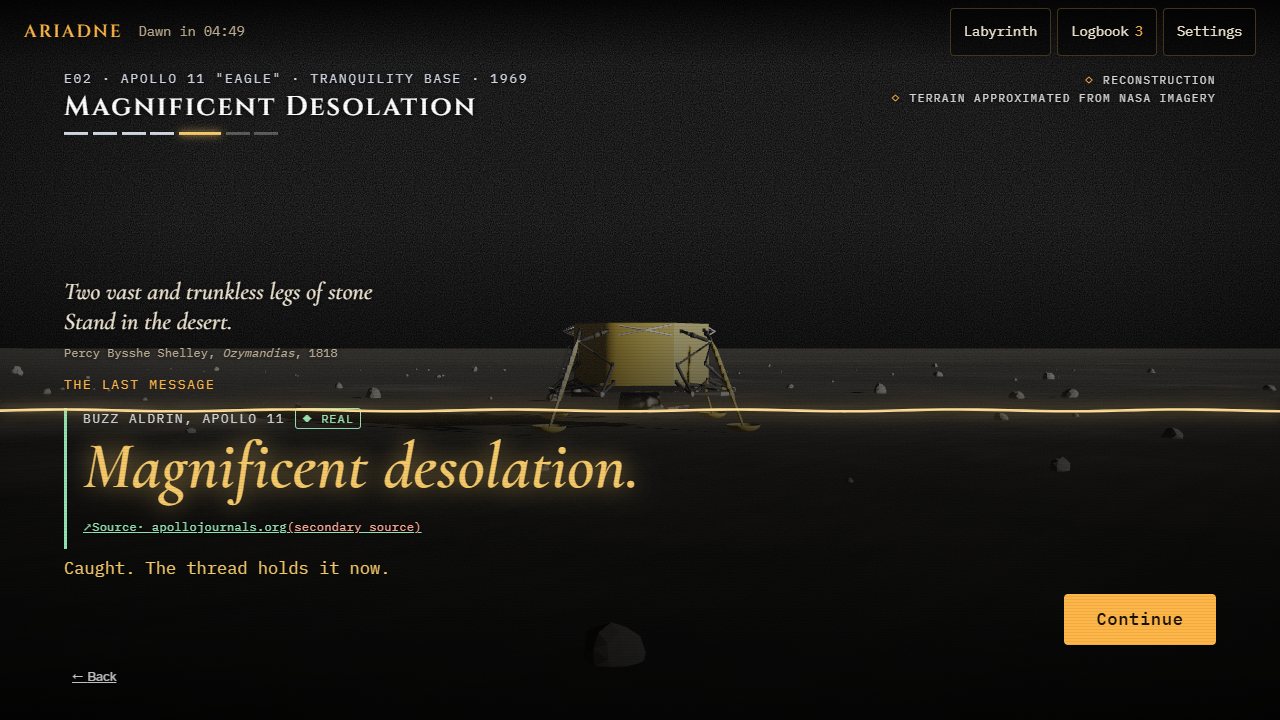 ARIADNE
Dawn in 04:49
Labyrinth
Logbook 3
Settings
E02 · APOLLO 11 "EAGLE" · TRANQUILITY BASE · 1969
Magnificent Desolation
◇ RECONSTRUCTION
◇ TERRAIN APPROXIMATED FROM NASA IMAGERY
Two vast and trunkless legs of stone
Stand in the desert.
Percy Bysshe Shelley, Ozymandias, 1818
THE LAST MESSAGE
BUZZ ALDRIN, APOLLO 11 ◆ REAL
Magnificent desolation.
↗Source· apollojournals.org(secondary source)
Caught. The thread holds it now.
Continue
← Back